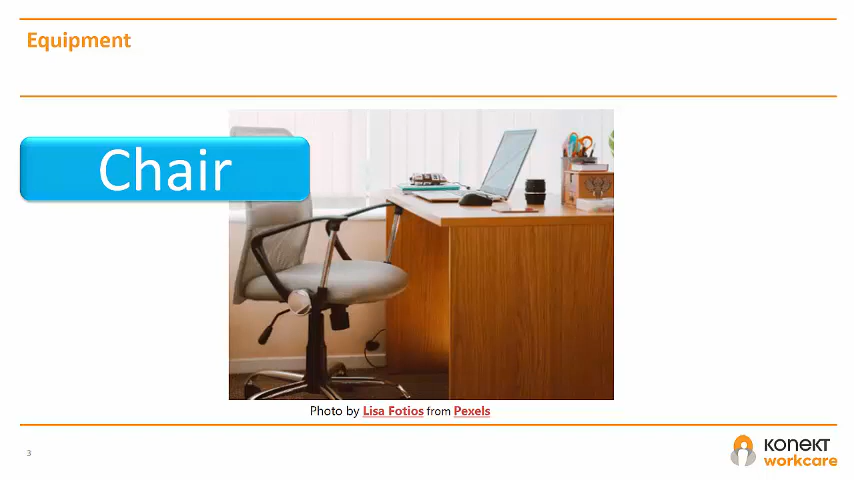 Equipment
Chair
Photo by Lisa Fotios from Pexels
3
KONEKT
workcare